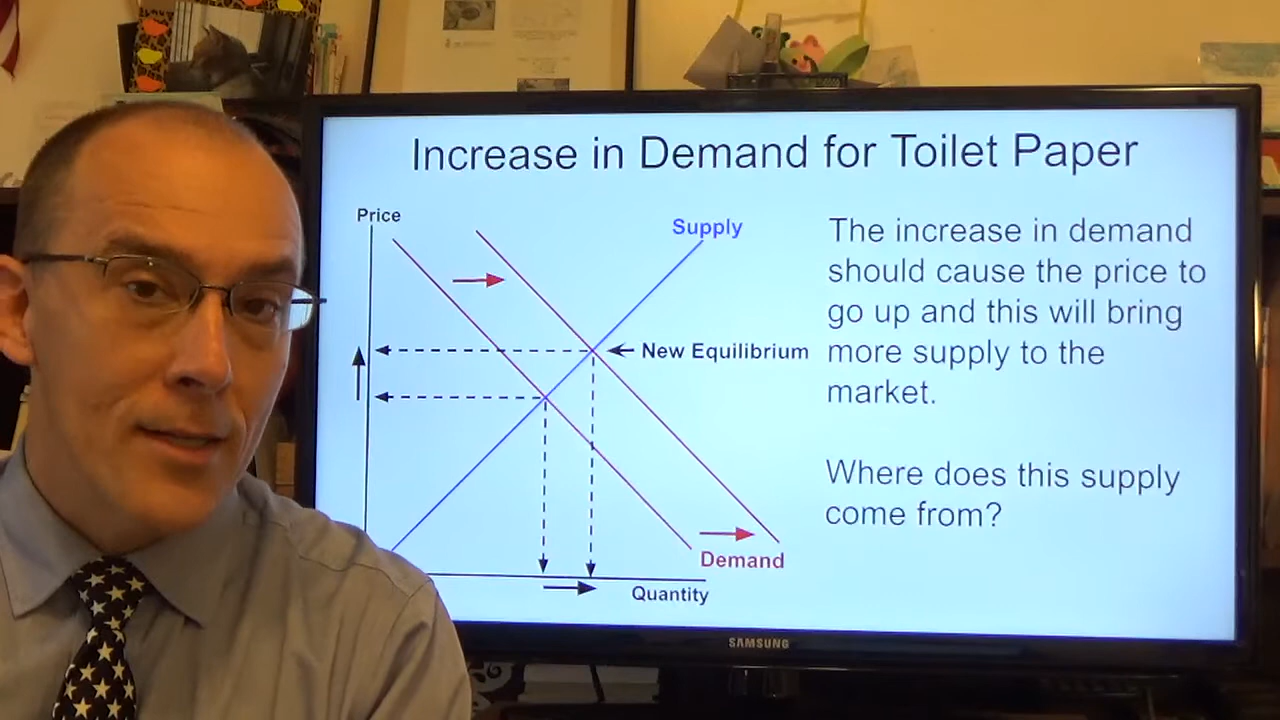 Increase in Demand for Toilet Paper
Price
Supply
New Equilibrium
Demand
Quantity
The increase in demand
should cause the price to
go up and this will bring
more supply to the
market.
Where does this supply
come from?
SAMSUNG